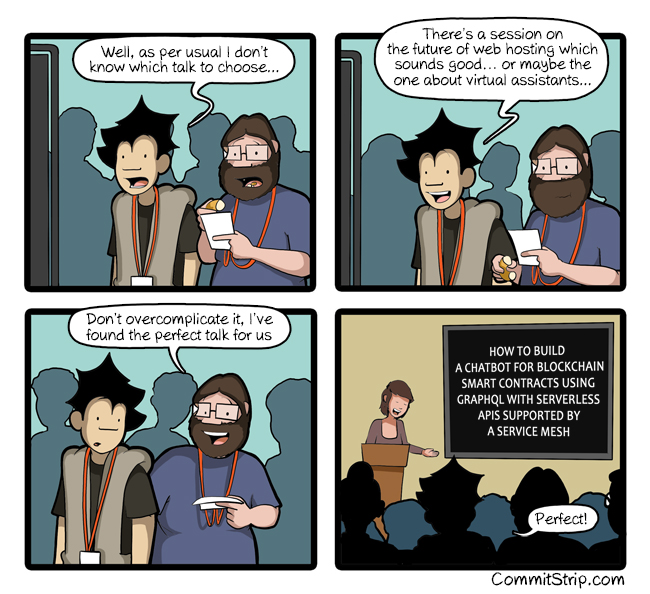 Well, as per usual I don't
know which talk to choose...
There's a session on
the future of web hosting which
sounds good... or maybe the
one about virtual assistants...
Don't overcomplicate it, I've
found the perfect talk for us
HOW TO BUILD
A CHATBOT FOR BLOCKCHAIN
SMART CONTRACTS USING
GRAPHQL WITH SERVERLESS
APIS SUPPORTED BY
A SERVICE MESH
Perfect!
CommitStrip.com